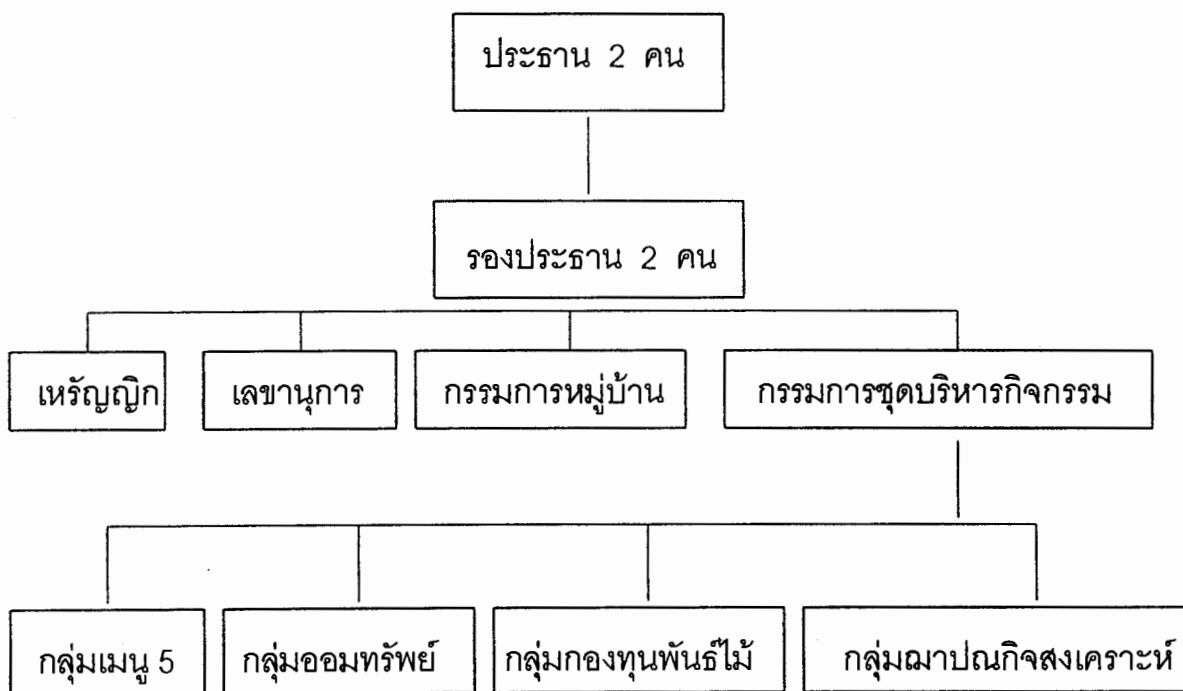 ประธาน 2 คน
รองประธาน 2 คน
เหรัญญิก
เลขานุการ
กรรมการหมู่บ้าน
กรรมการชุดบริหารกิจกรรม
กลุ่มเมนู 5
กลุ่มออมทรัพย์
กลุ่มกองทุนพันธ์ไม้
กลุ่มฌาปณกิจสงเคราะห์